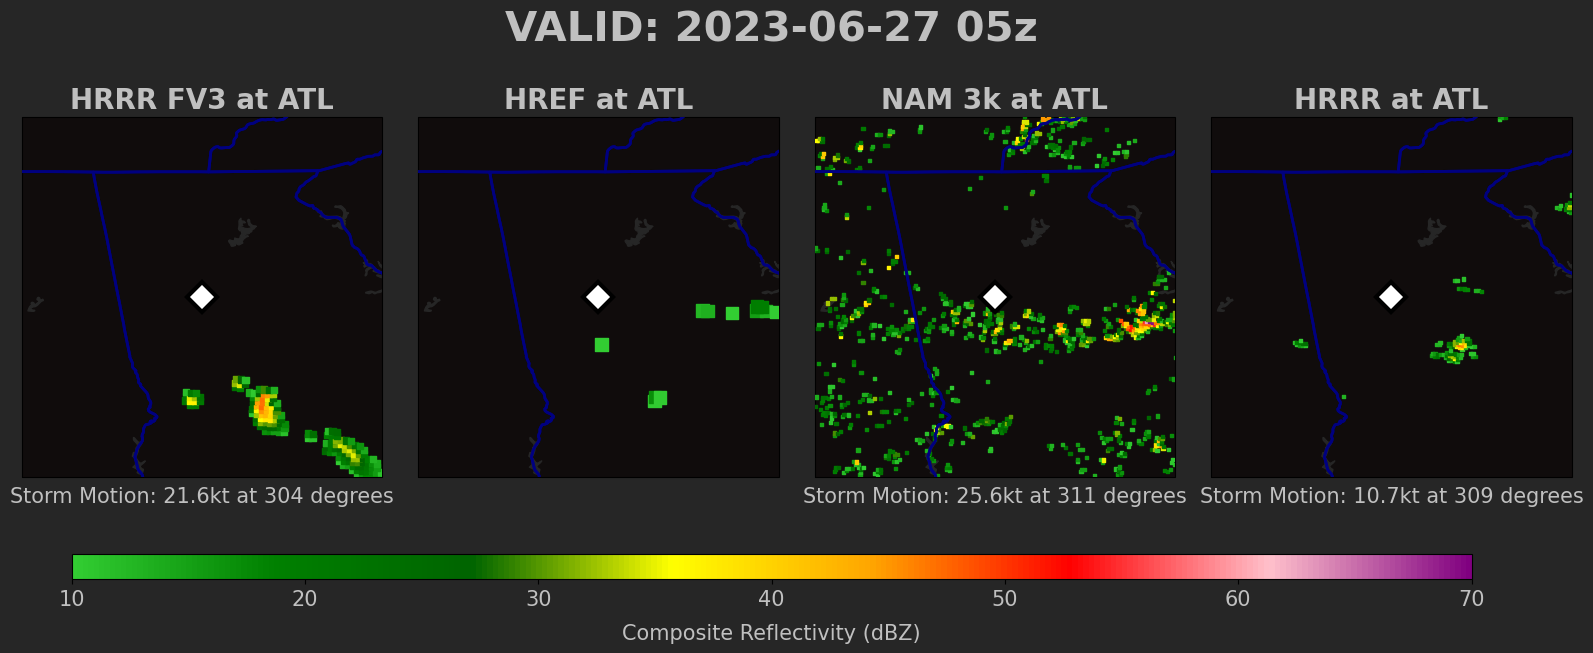 VALID: 2023-06-27 05z
HRRR FV3 at ATL
HREF at ATL
NAM 3k at ATL
HRRR at ATL
Storm Motion: 21.6kt at 304 degrees
Storm Motion: 25.6kt at 311 degrees
Storm Motion: 10.7kt at 309 degrees
10 20 30 40 50 60 70
Composite Reflectivity (dBZ)